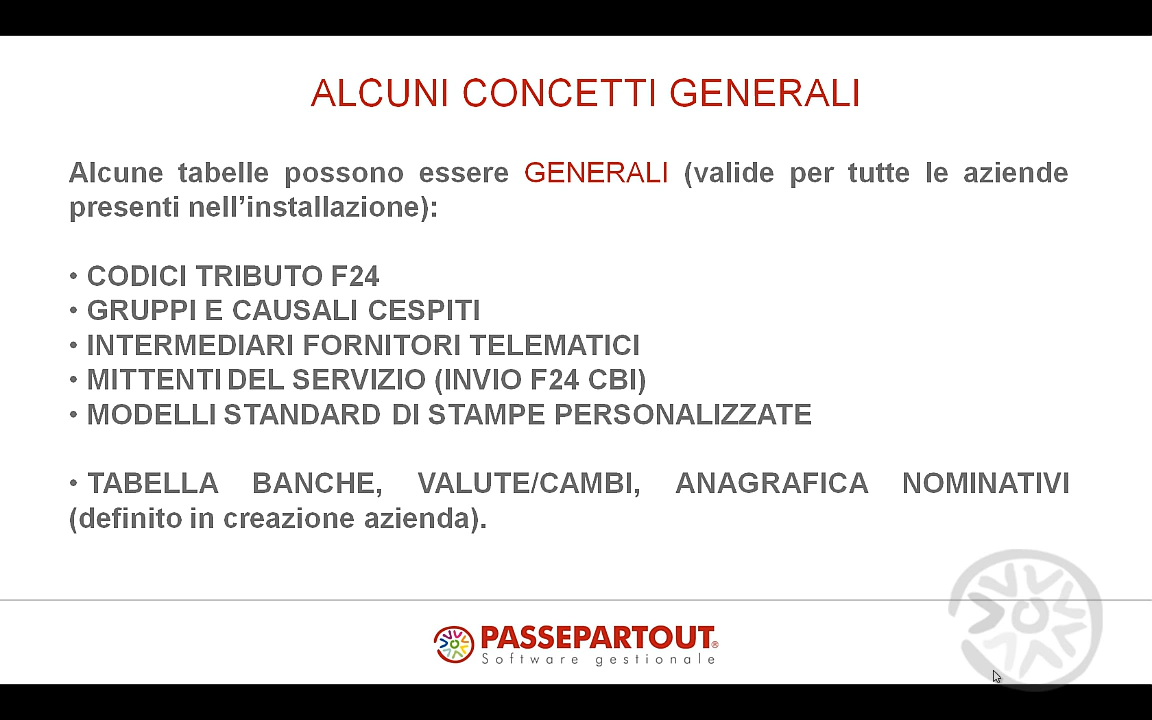 ALCUNI CONCETTI GENERALI
Alcune tabelle possono essere GENERALI (valide per tutte le aziende
presenti nell’installazione):
• CODICI TRIBUTO F24
• GRUPPI E CAUSALI CESPITI
• INTERMEDIARI FORNITORI TELEMATICI
• MITTENTI DEL SERVIZIO (INVIO F24 CBI)
• MODELLI STANDARD DI STAMPE PERSONALIZZATE
• TABELLA BANCHE, VALUTE/CAMBI, ANAGRAFICA NOMINATIVI
(definito in creazione azienda).
PASSEPARTOUT®
Software gestionale